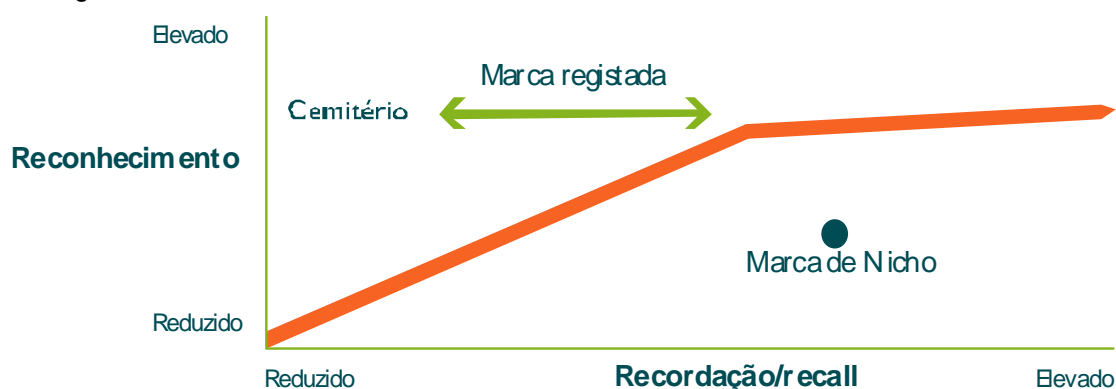 Elevado
Marca registada
Cemitério
Reconhecimento
Marca de Nicho
Reduzido
Reduzido
Recordação/recall
Elevado